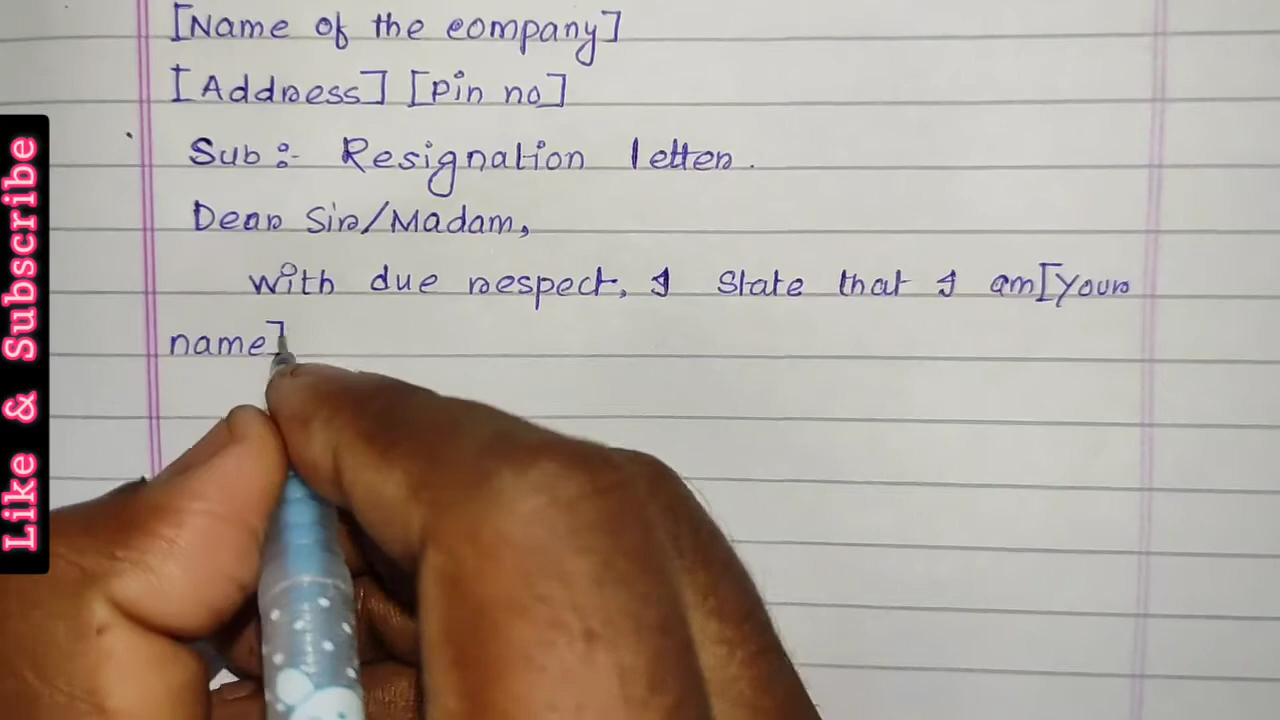 [Name of the company]
[Address] [Pin no]
Sub:- Resignation letter.
Dear Sir/Madam,
With due respect, I state that I am [your
name]
Like & Subscribe